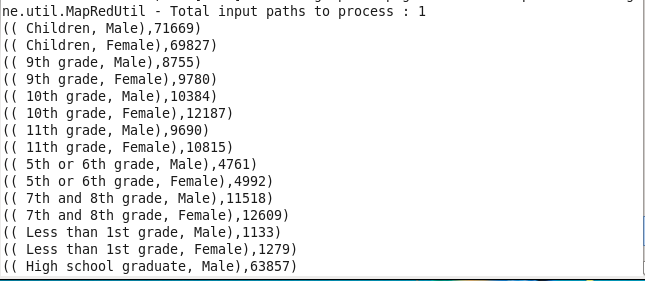 ne.util.MapRedUtil - Total input paths to process : 1
(( Children, Male),71669)
(( Children, Female),69827)
(( 9th grade, Male),8755)
(( 9th grade, Female),9780)
(( 10th grade, Male),10384)
(( 10th grade, Female),12187)
(( 11th grade, Male),9690)
(( 11th grade, Female),10815)
(( 5th or 6th grade, Male),4761)
(( 5th or 6th grade, Female),4992)
(( 7th and 8th grade, Male),11518)
(( 7th and 8th grade, Female),12609)
(( Less than 1st grade, Male),1133)
(( Less than 1st grade, Female),1279)
(( High school graduate, Male),63857)